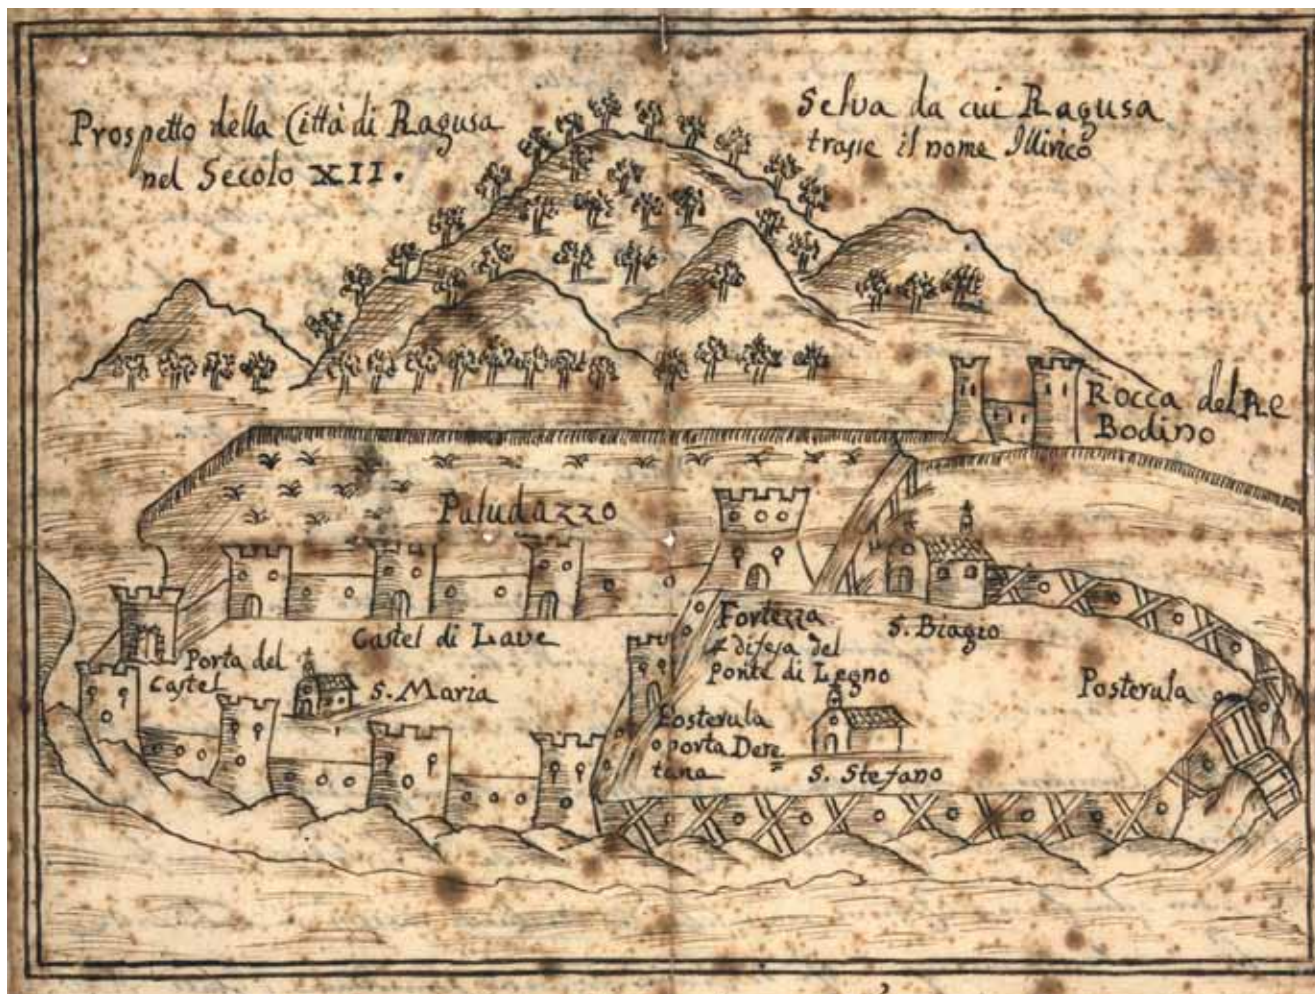 Prospetto della Città di Ragusa
nel Secolo XII.
Selva da cui Ragusa
trasse il nome Illirico
Rocca del Re
Bodino
Paludazzo
Castel di Lave
Fortezza
difesa del
Ponte di Legno
S. Biagio
Porta del
Castel
S. Maria
Posterula
Posterula
o porta Dere=
tana
S. Stefano